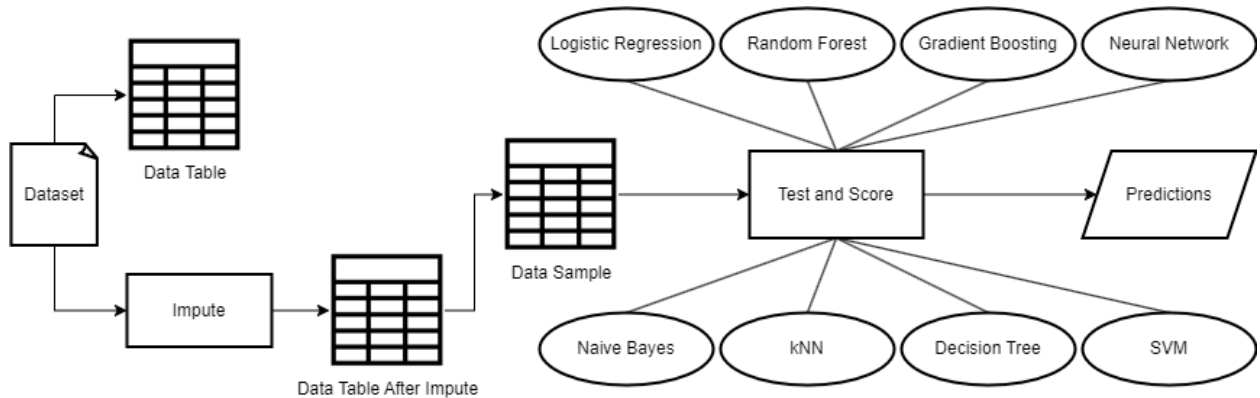 Logistic Regression
Random Forest
Gradient Boosting
Neural Network
Data Table
Dataset
Test and Score
Predictions
Data Sample
Impute
Data Table After Impute
Naive Bayes
kNN
Decision Tree
SVM